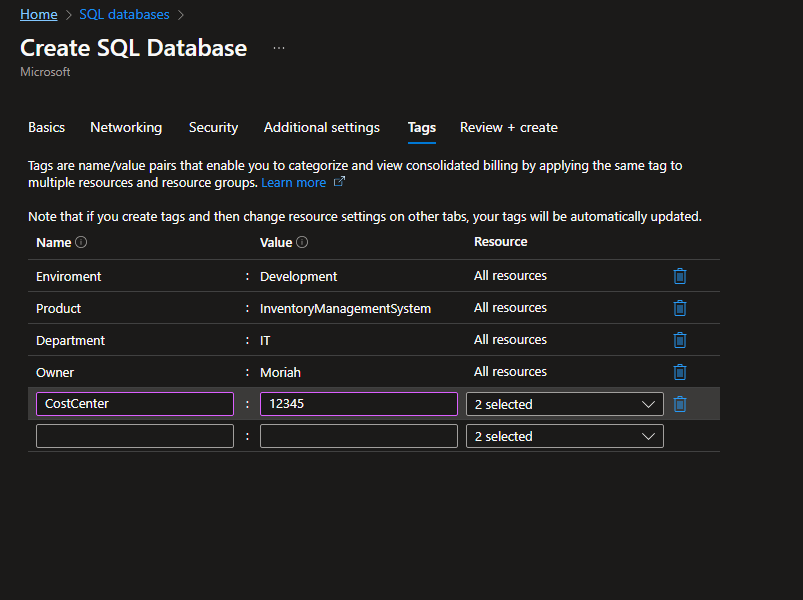 Home > SQL databases >
Create SQL Database ...
Microsoft
Basics Networking Security Additional settings Tags Review + create
Tags are name/value pairs that enable you to categorize and view consolidated billing by applying the same tag to
multiple resources and resource groups. Learn more
Note that if you create tags and then change resource settings on other tabs, your tags will be automatically updated.
Name Value Resource
Enviroment : Development All resources
Product : InventoryManagementSystem All resources
Department : IT All resources
Owner : Moriah All resources
CostCenter : 12345 2 selected
: 2 selected